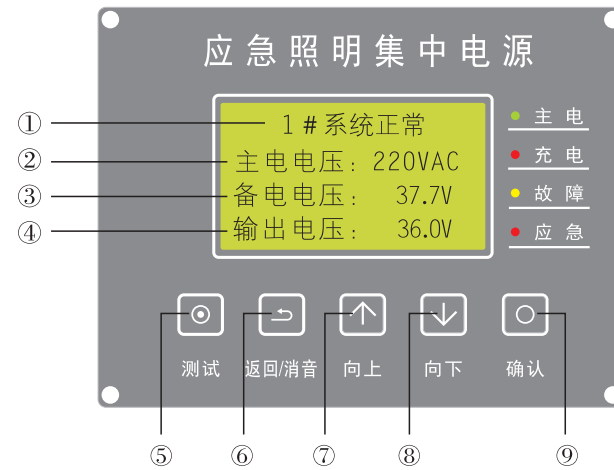 应急照明集中电源
① 1#系统正常
② 主电电压: 220VAC
③ 备电电压: 37.7V
④ 输出电压: 36.0V
主电
充电
故障
应急
测试 返回/消音 向上 向下 确认
⑤ ⑥ ⑦ ⑧ ⑨